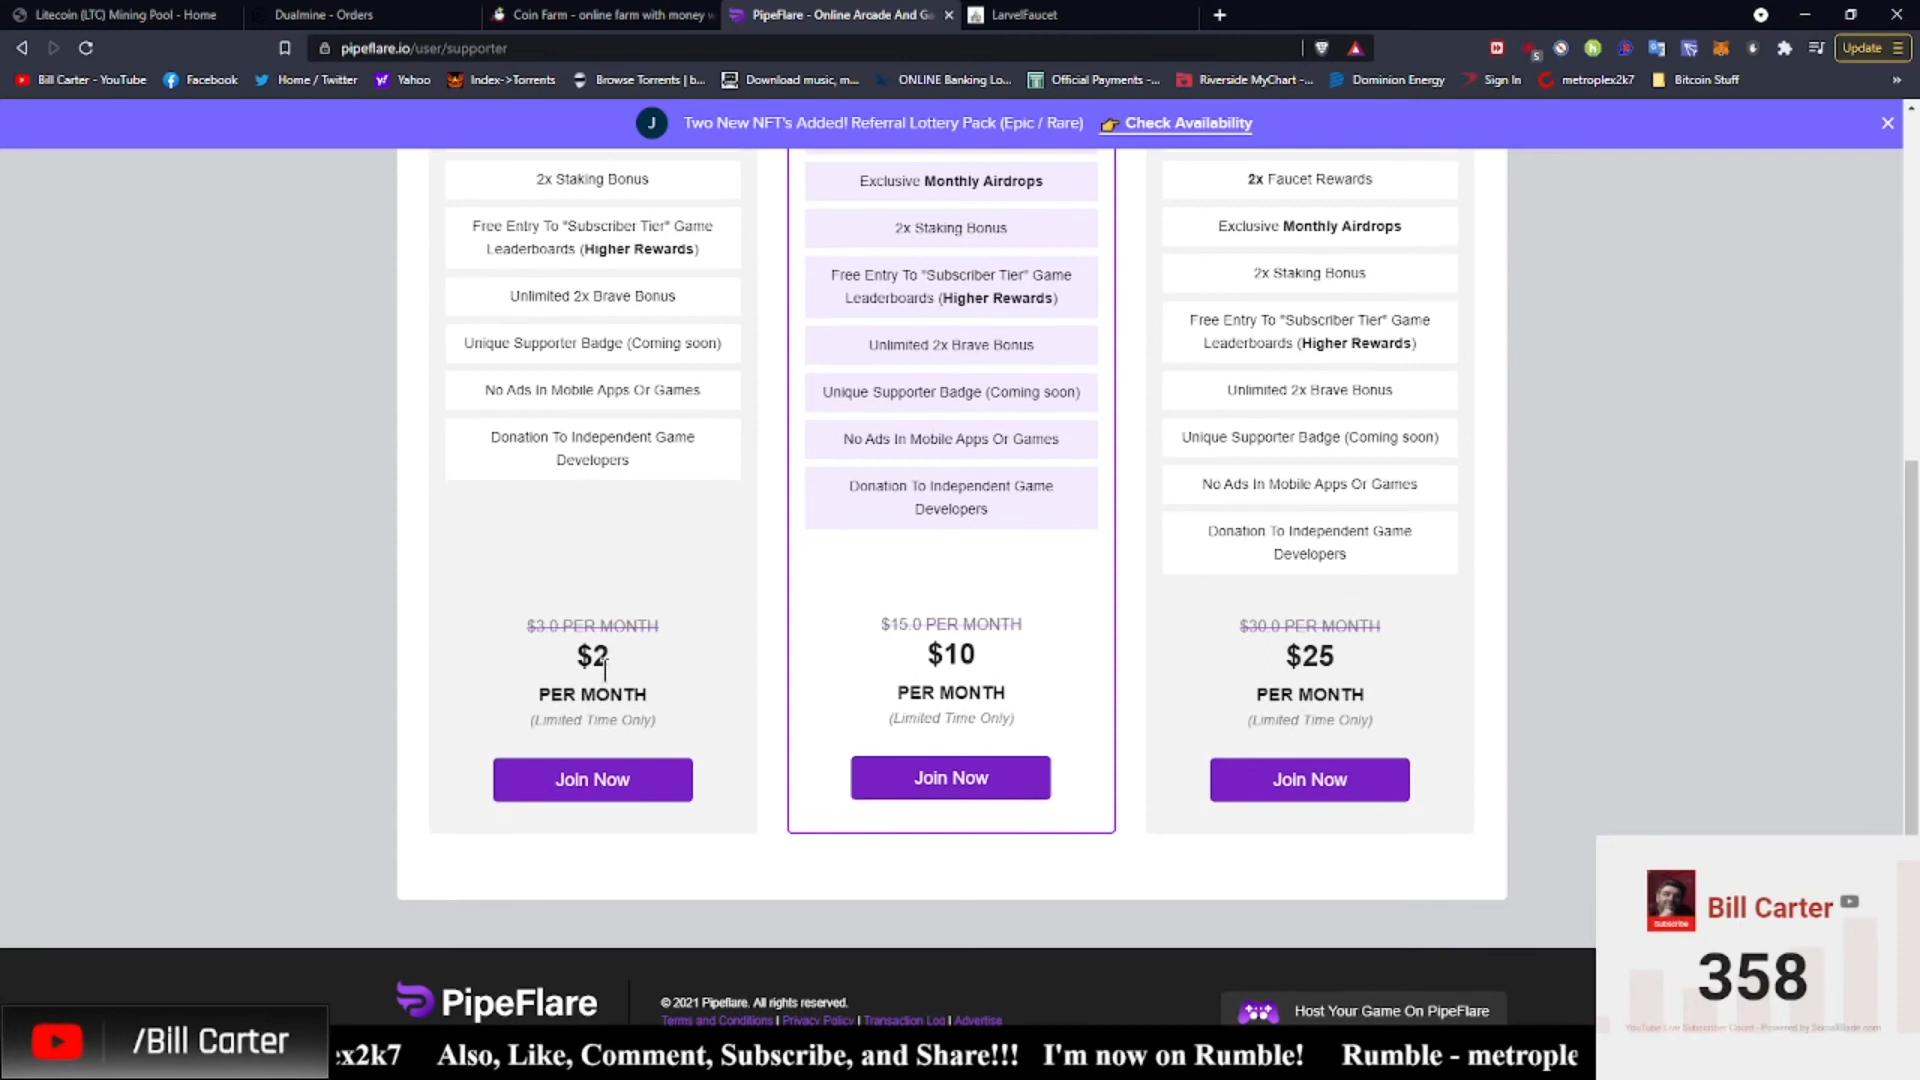 Litecoin (LTC) Mining Pool - Home
Dualmine - Orders
Coin Farm - online farm with money w
PipeFlare - Online Arcade And Ga
LarvelFaucet
pipeflare.io/user/supporter
Update
Bill Carter - YouTube
Facebook
Home / Twitter
Yahoo
Index->Torrents
Browse Torrents | b...
Download music, m...
ONLINE Banking Lo...
Official Payments -...
Riverside MyChart -...
Dominion Energy
Sign In
metroplex2k7
Bitcoin Stuff
J
Two New NFT's Added! Referral Lottery Pack (Epic / Rare)
Check Availability
2x Staking Bonus
Free Entry To "Subscriber Tier" Game
Leaderboards (Higher Rewards)
Unlimited 2x Brave Bonus
Unique Supporter Badge (Coming soon)
No Ads In Mobile Apps Or Games
Donation To Independent Game
Developers
$3.0 PER MONTH
$2
PER MONTH
(Limited Time Only)
Join Now
Exclusive Monthly Airdrops
2x Staking Bonus
Free Entry To "Subscriber Tier" Game
Leaderboards (Higher Rewards)
Unlimited 2x Brave Bonus
Unique Supporter Badge (Coming soon)
No Ads In Mobile Apps Or Games
Donation To Independent Game
Developers
$15.0 PER MONTH
$10
PER MONTH
(Limited Time Only)
Join Now
2x Faucet Rewards
Exclusive Monthly Airdrops
2x Staking Bonus
Free Entry To "Subscriber Tier" Game
Leaderboards (Higher Rewards)
Unlimited 2x Brave Bonus
Unique Supporter Badge (Coming soon)
No Ads In Mobile Apps Or Games
Donation To Independent Game
Developers
$30.0 PER MONTH
$25
PER MONTH
(Limited Time Only)
Join Now
Subscribe
Bill Carter
358
YouTube Live Subscriber Count - Powered by SocialBlade.com
PipeFlare
© 2021 Pipeflare. All rights reserved.
Terms and Conditions | Privacy Policy | Transaction Log | Advertise
Host Your Game On PipeFlare
/Bill Carter
ex2k7 Also, Like, Comment, Subscribe, and Share!!! I'm now on Rumble! Rumble - metrople